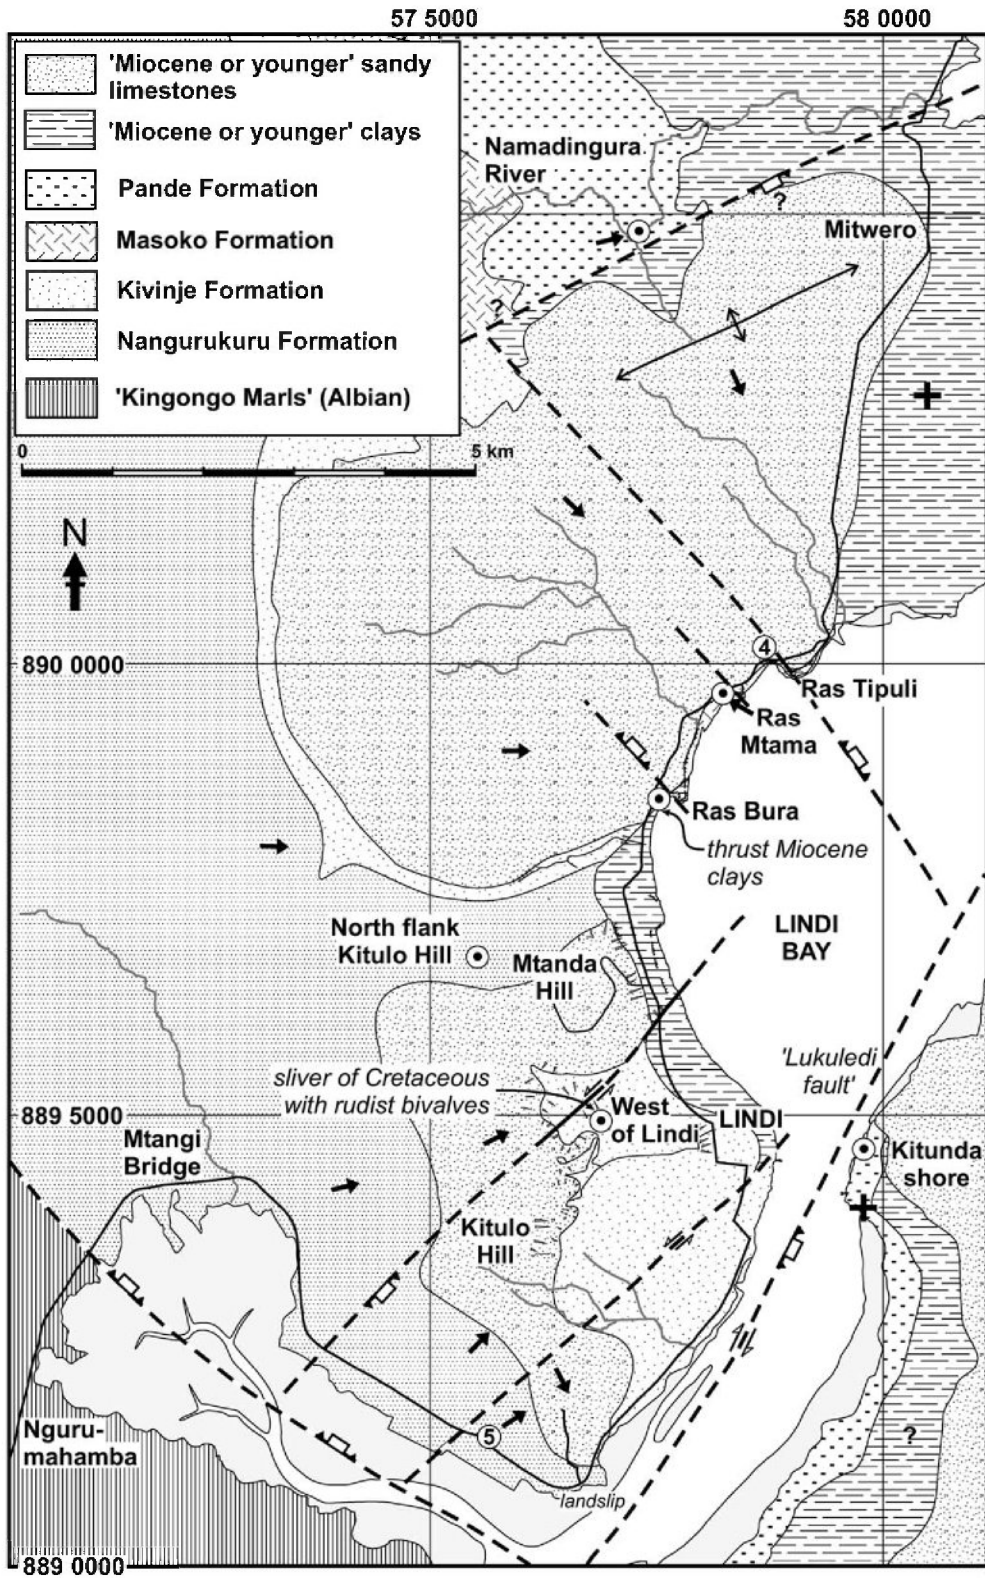 57 5000
58 0000
'Miocene or younger' sandy
limestones
'Miocene or younger' clays
Pande Formation
Masoko Formation
Kivinje Formation
Nangurukuru Formation
'Kingongo Marls' (Albian)
0
5 km
N
Namadingura
River
?
Mitwero
?
890 0000
4
Ras Tipuli
Ras
Mtama
Ras Bura
thrust Miocene
clays
North flank
Kitulo Hill
Mtanda
Hill
LINDI
BAY
'Lukuledi
fault'
sliver of Cretaceous
with rudist bivalves
889 5000
West
of Lindi
LINDI
Mtangi
Bridge
Kitunda
shore
Kitulo
Hill
Nguru-
mahamba
5
?
landslip
889 0000